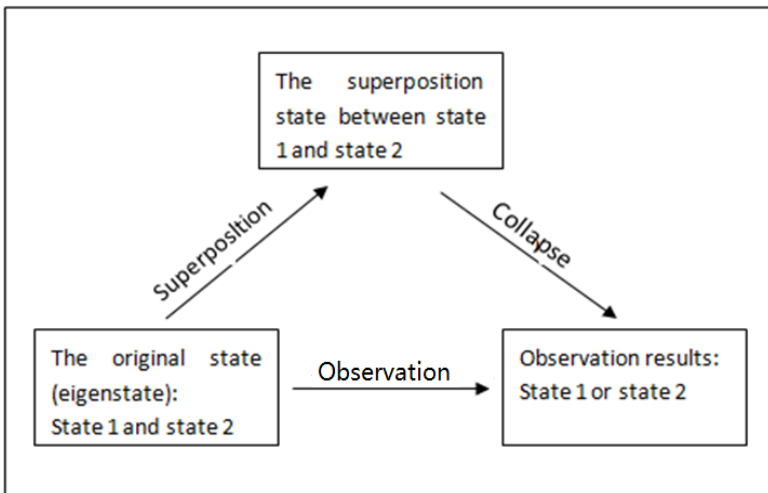 The superposition
state between state
1 and state 2
Superposition
Collapse
The original state
(eigenstate):
State 1 and state 2
Observation
Observation results:
State 1 or state 2